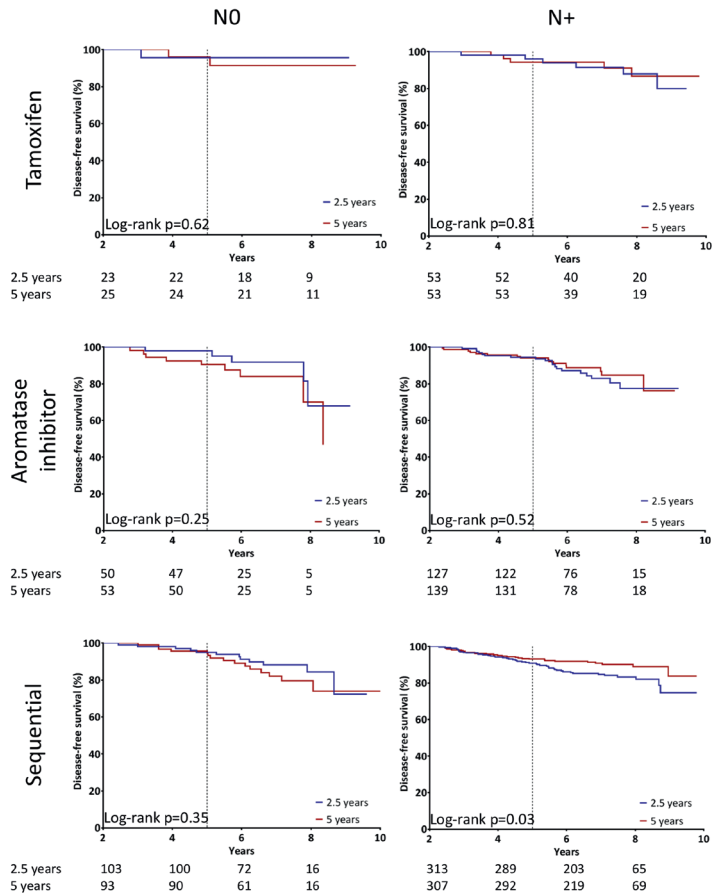 N0 N+
Tamoxifen
Disease-free survival (%)
100
80
60
40
20
0
2.5 years
5 years
Log-rank p=0.62
2 4 6 8 10
Years
2.5 years 23 22 18 9
5 years 25 24 21 11
Disease-free survival (%)
100
80
60
40
20
0
2.5 years
5 years
Log-rank p=0.81
2 4 6 8 10
Years
53 52 40 20
53 53 39 19
Aromatase
inhibitor
Disease-free survival (%)
100
80
60
40
20
0
2.5 years
5 years
Log-rank p=0.25
2 4 6 8 10
Years
2.5 years 50 47 25 5
5 years 53 50 25 5
Disease-free survival (%)
100
80
60
40
20
0
2.5 years
5 years
Log-rank p=0.52
2 4 6 8 10
Years
127 122 76 15
139 131 78 18
Sequential
Disease-free survival (%)
100
80
60
40
20
0
2.5 years
5 years
Log-rank p=0.35
2 4 6 8 10
Years
2.5 years 103 100 72 16
5 years 93 90 61 16
Disease-free survival (%)
100
80
60
40
20
0
2.5 years
5 years
Log-rank p=0.03
2 4 6 8 10
Years
313 289 203 65
307 292 219 69